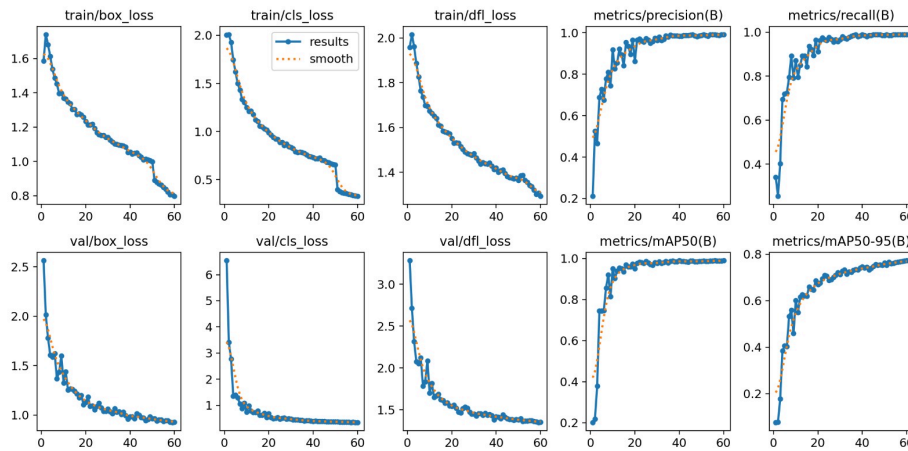 train/box_loss
train/cls_loss
train/dfl_loss
metrics/precision(B)
metrics/recall(B)
results
smooth
1.6
1.4
1.2
1.0
0.8
0 20 40 60
2.0
1.5
1.0
0.5
0 20 40 60
2.0
1.8
1.6
1.4
0 20 40 60
1.0
0.8
0.6
0.4
0.2
0 20 40 60
1.0
0.8
0.6
0.4
0 20 40 60
val/box_loss
val/cls_loss
val/dfl_loss
metrics/mAP50(B)
metrics/mAP50-95(B)
2.5
2.0
1.5
1.0
0 20 40 60
6
5
4
3
2
1
0 20 40 60
3.0
2.5
2.0
1.5
0 20 40 60
1.0
0.8
0.6
0.4
0.2
0 20 40 60
0.8
0.6
0.4
0.2
0 20 40 60